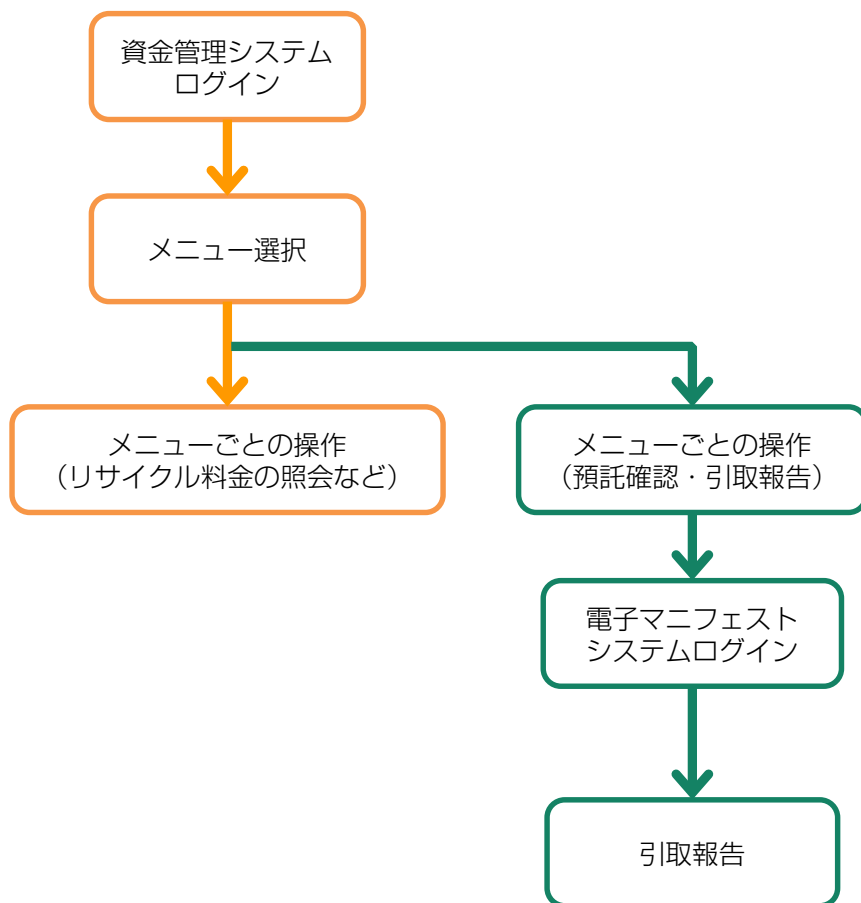 資金管理システム
ログイン
メニュー選択
メニューごとの操作
（リサイクル料金の照会など）
メニューごとの操作
（預託確認・引取報告）
電子マニフェスト
システムログイン
引取報告